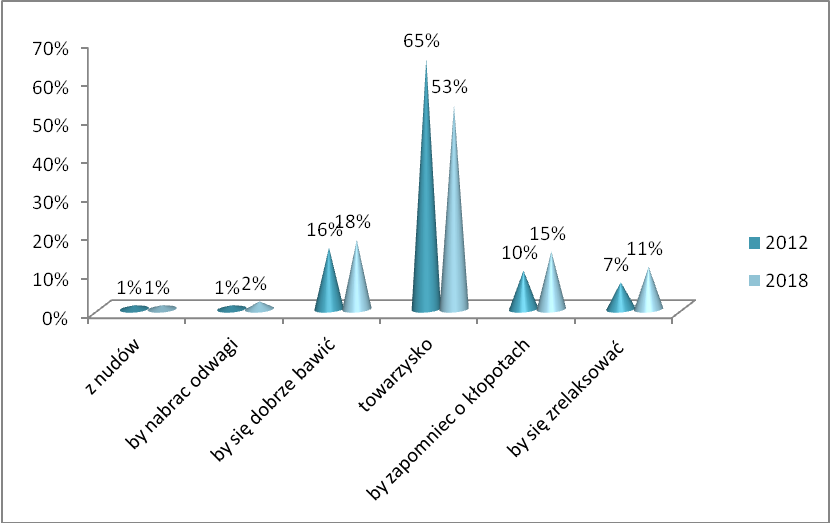 65%
70%
60%
53%
50%
40%
30%
20%
16% 18%
10% 15%
7% 11%
10%
1% 1%
1% 2%
0%
2012
2018
z nudów
by nabrac odwagi
by się dobrze bawić
towarzysko
by zapomniec o kłopotach
by się zrelaksować